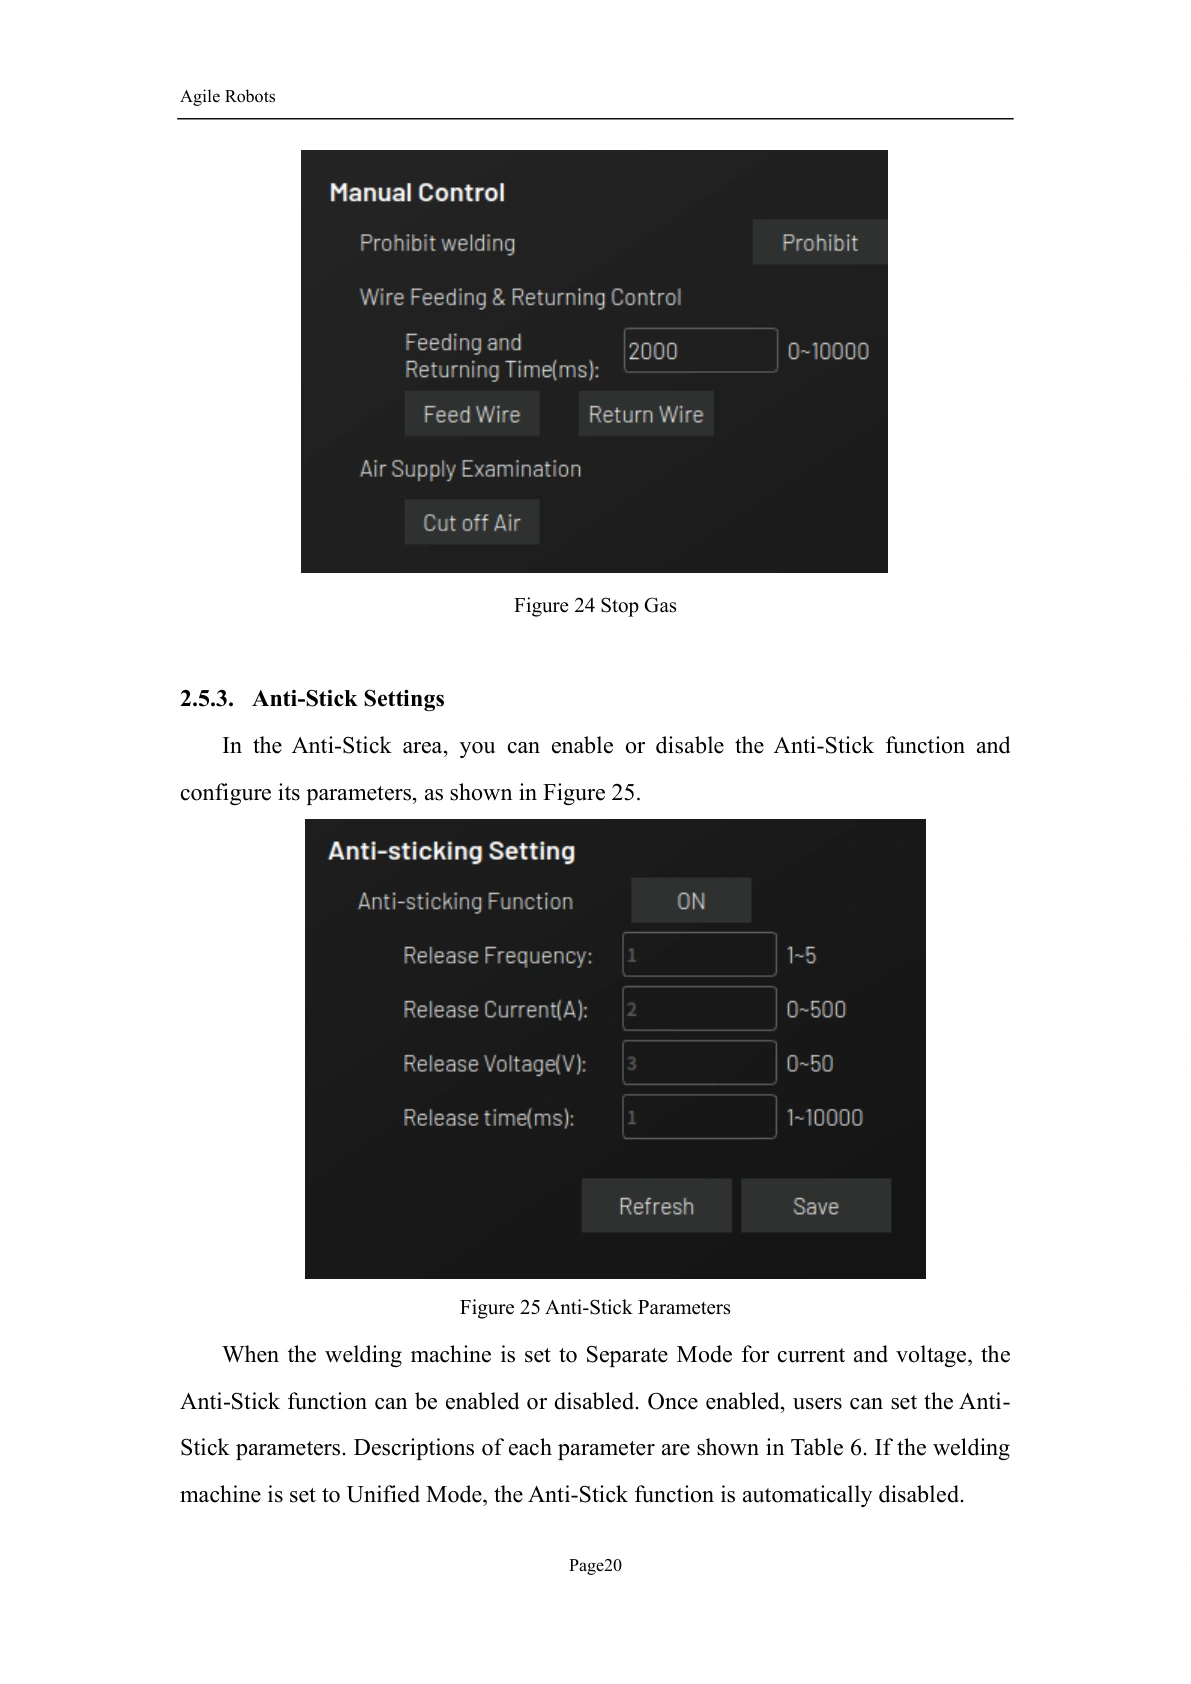 Agile Robots
Manual Control
Prohibit welding Prohibit
Wire Feeding & Returning Control
Feeding and
Returning Time(ms): 2000 0~10000
Feed Wire Return Wire
Air Supply Examination
Cut off Air
Figure 24 Stop Gas
2.5.3. Anti-Stick Settings
In the Anti-Stick area, you can enable or disable the Anti-Stick function and
configure its parameters, as shown in Figure 25.
Anti-sticking Setting
Anti-sticking Function ON
Release Frequency: 1 1~5
Release Current(A): 2 0~500
Release Voltage(V): 3 0~50
Release time(ms): 1 1~10000
Refresh Save
Figure 25 Anti-Stick Parameters
When the welding machine is set to Separate Mode for current and voltage, the
Anti-Stick function can be enabled or disabled. Once enabled, users can set the Anti-
Stick parameters. Descriptions of each parameter are shown in Table 6. If the welding
machine is set to Unified Mode, the Anti-Stick function is automatically disabled.
Page20